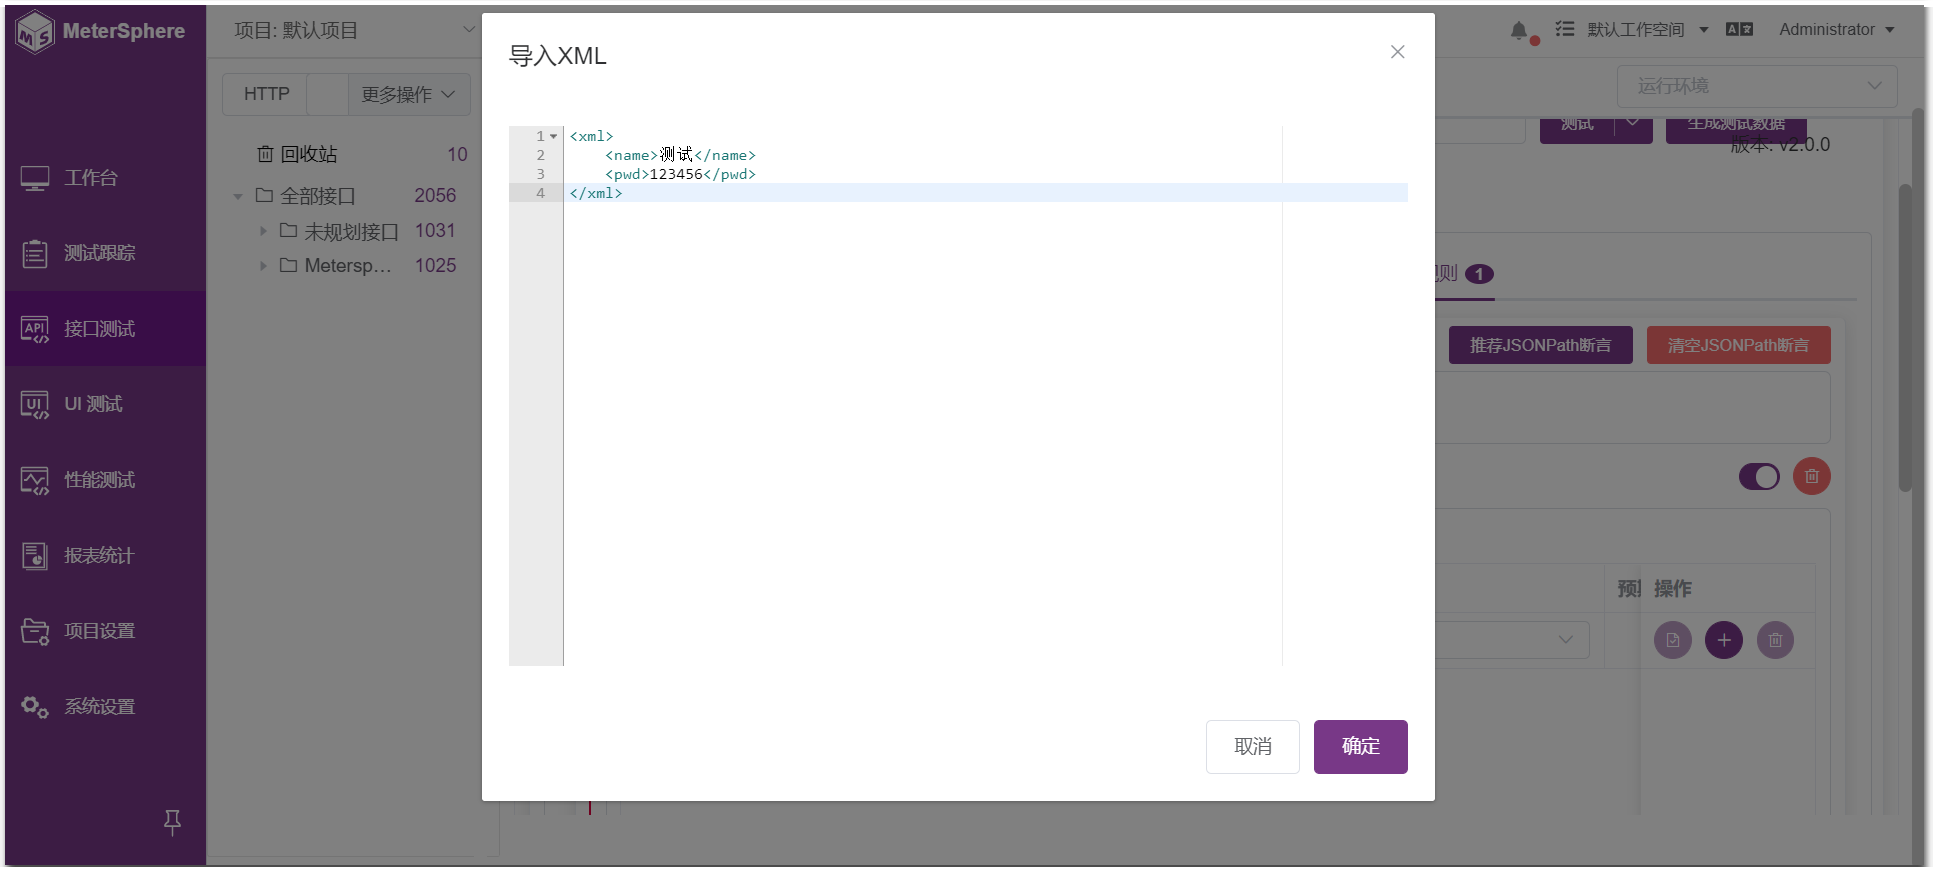 MeterSphere
项目: 默认项目
默认工作空间
Administrator
HTTP
更多操作
运行环境
测试
生成测试数据
版本: v2.0.0
回收站 10
全部接口 2056
未规划接口 1031
Metersp... 1025
工作台
测试跟踪
API 接口测试
UI UI 测试
性能测试
报表统计
项目设置
系统设置
导入XML
1 <xml>
2 <name>测试</name>
3 <pwd>123456</pwd>
4 </xml>
取消
确定
则 1
推荐JSONPath断言
清空JSONPath断言
操作